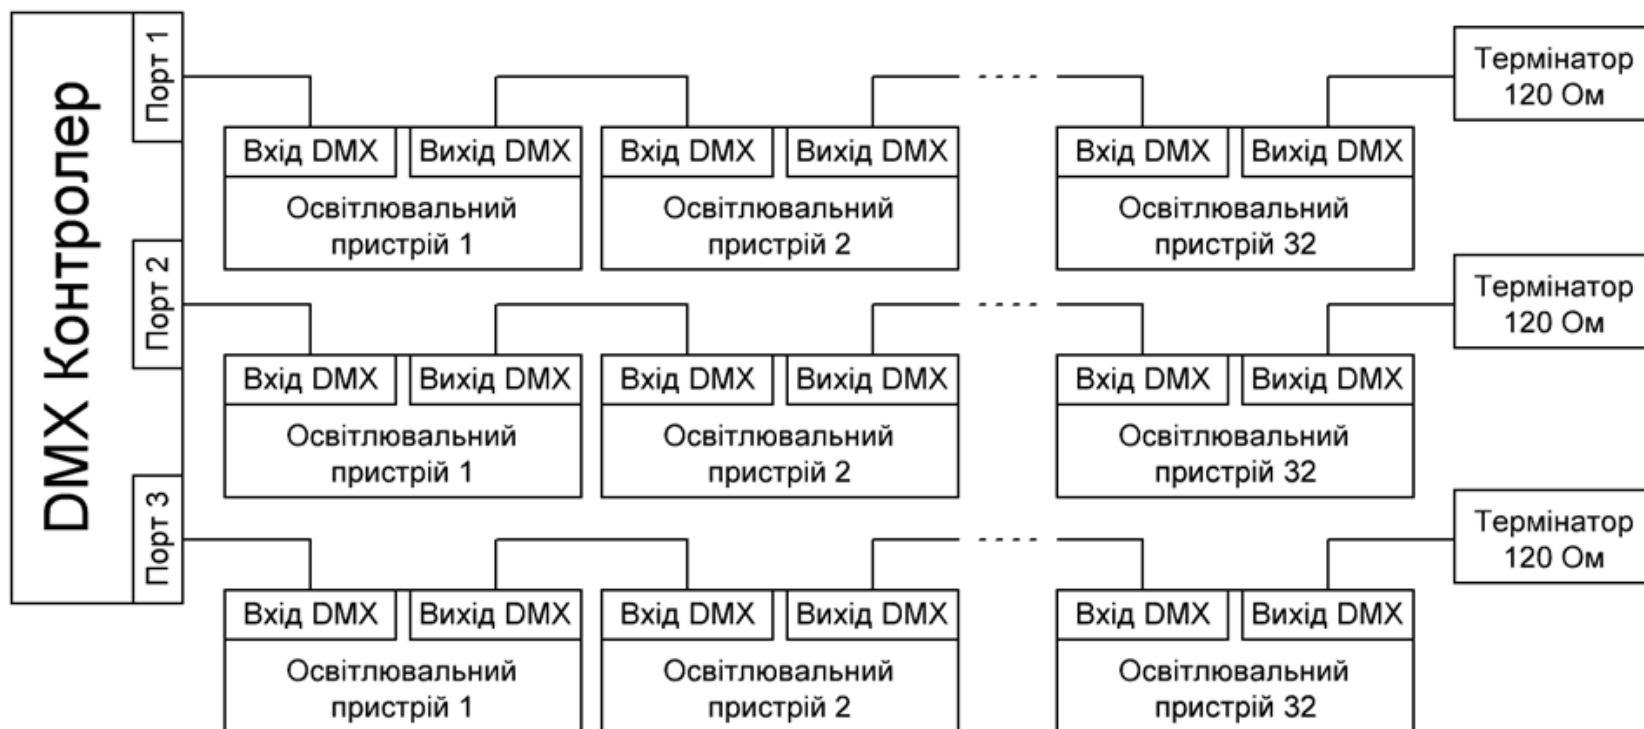 DMX Контролер
Порт 1
Термінатор
120 Ом
Вхід DMX Вихід DMX Вхід DMX Вихід DMX Вхід DMX Вихід DMX
Освітлювальний Освітлювальний Освітлювальний
пристрій 1 пристрій 2 пристрій 32
Порт 2
Термінатор
120 Ом
Вхід DMX Вихід DMX Вхід DMX Вихід DMX Вхід DMX Вихід DMX
Освітлювальний Освітлювальний Освітлювальний
пристрій 1 пристрій 2 пристрій 32
Порт 3
Термінатор
120 Ом
Вхід DMX Вихід DMX Вхід DMX Вихід DMX Вхід DMX Вихід DMX
Освітлювальний Освітлювальний Освітлювальний
пристрій 1 пристрій 2 пристрій 32